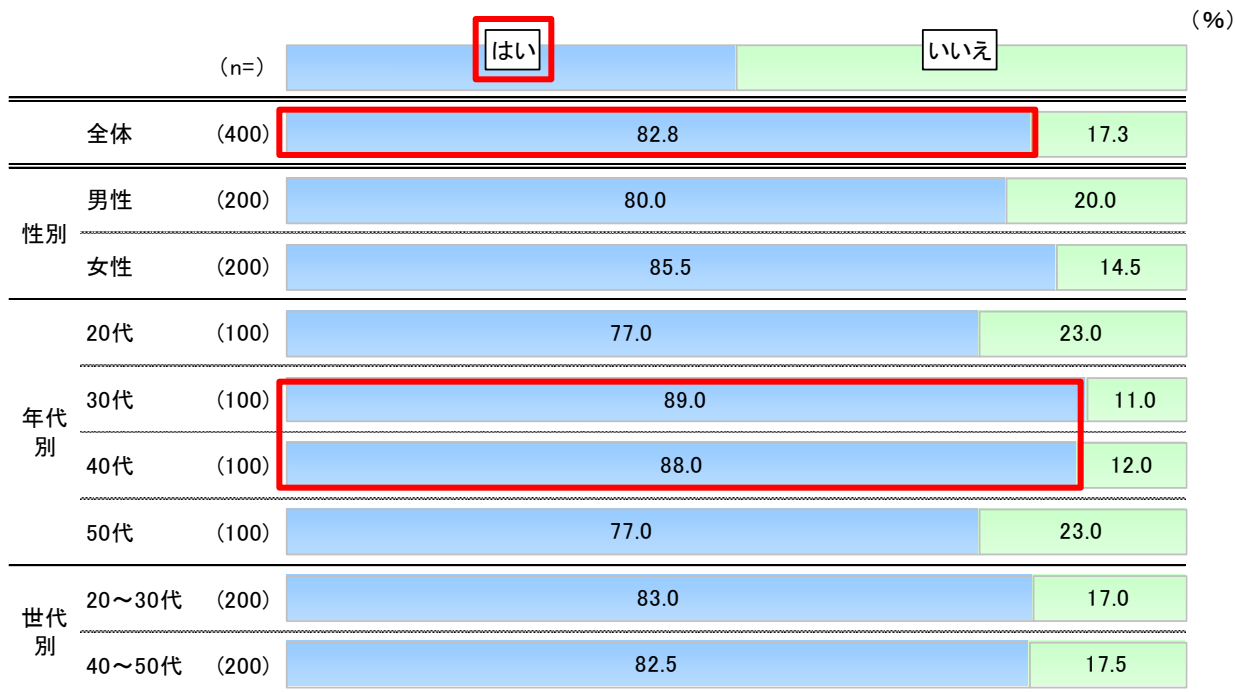 （%）
はい いいえ
（n=）
全体 （400） 82.8 17.3
性別
男性 （200） 80.0 20.0
女性 （200） 85.5 14.5
年代
別
20代 （100） 77.0 23.0
30代 （100） 89.0 11.0
40代 （100） 88.0 12.0
50代 （100） 77.0 23.0
世代
別
20～30代 （200） 83.0 17.0
40～50代 （200） 82.5 17.5